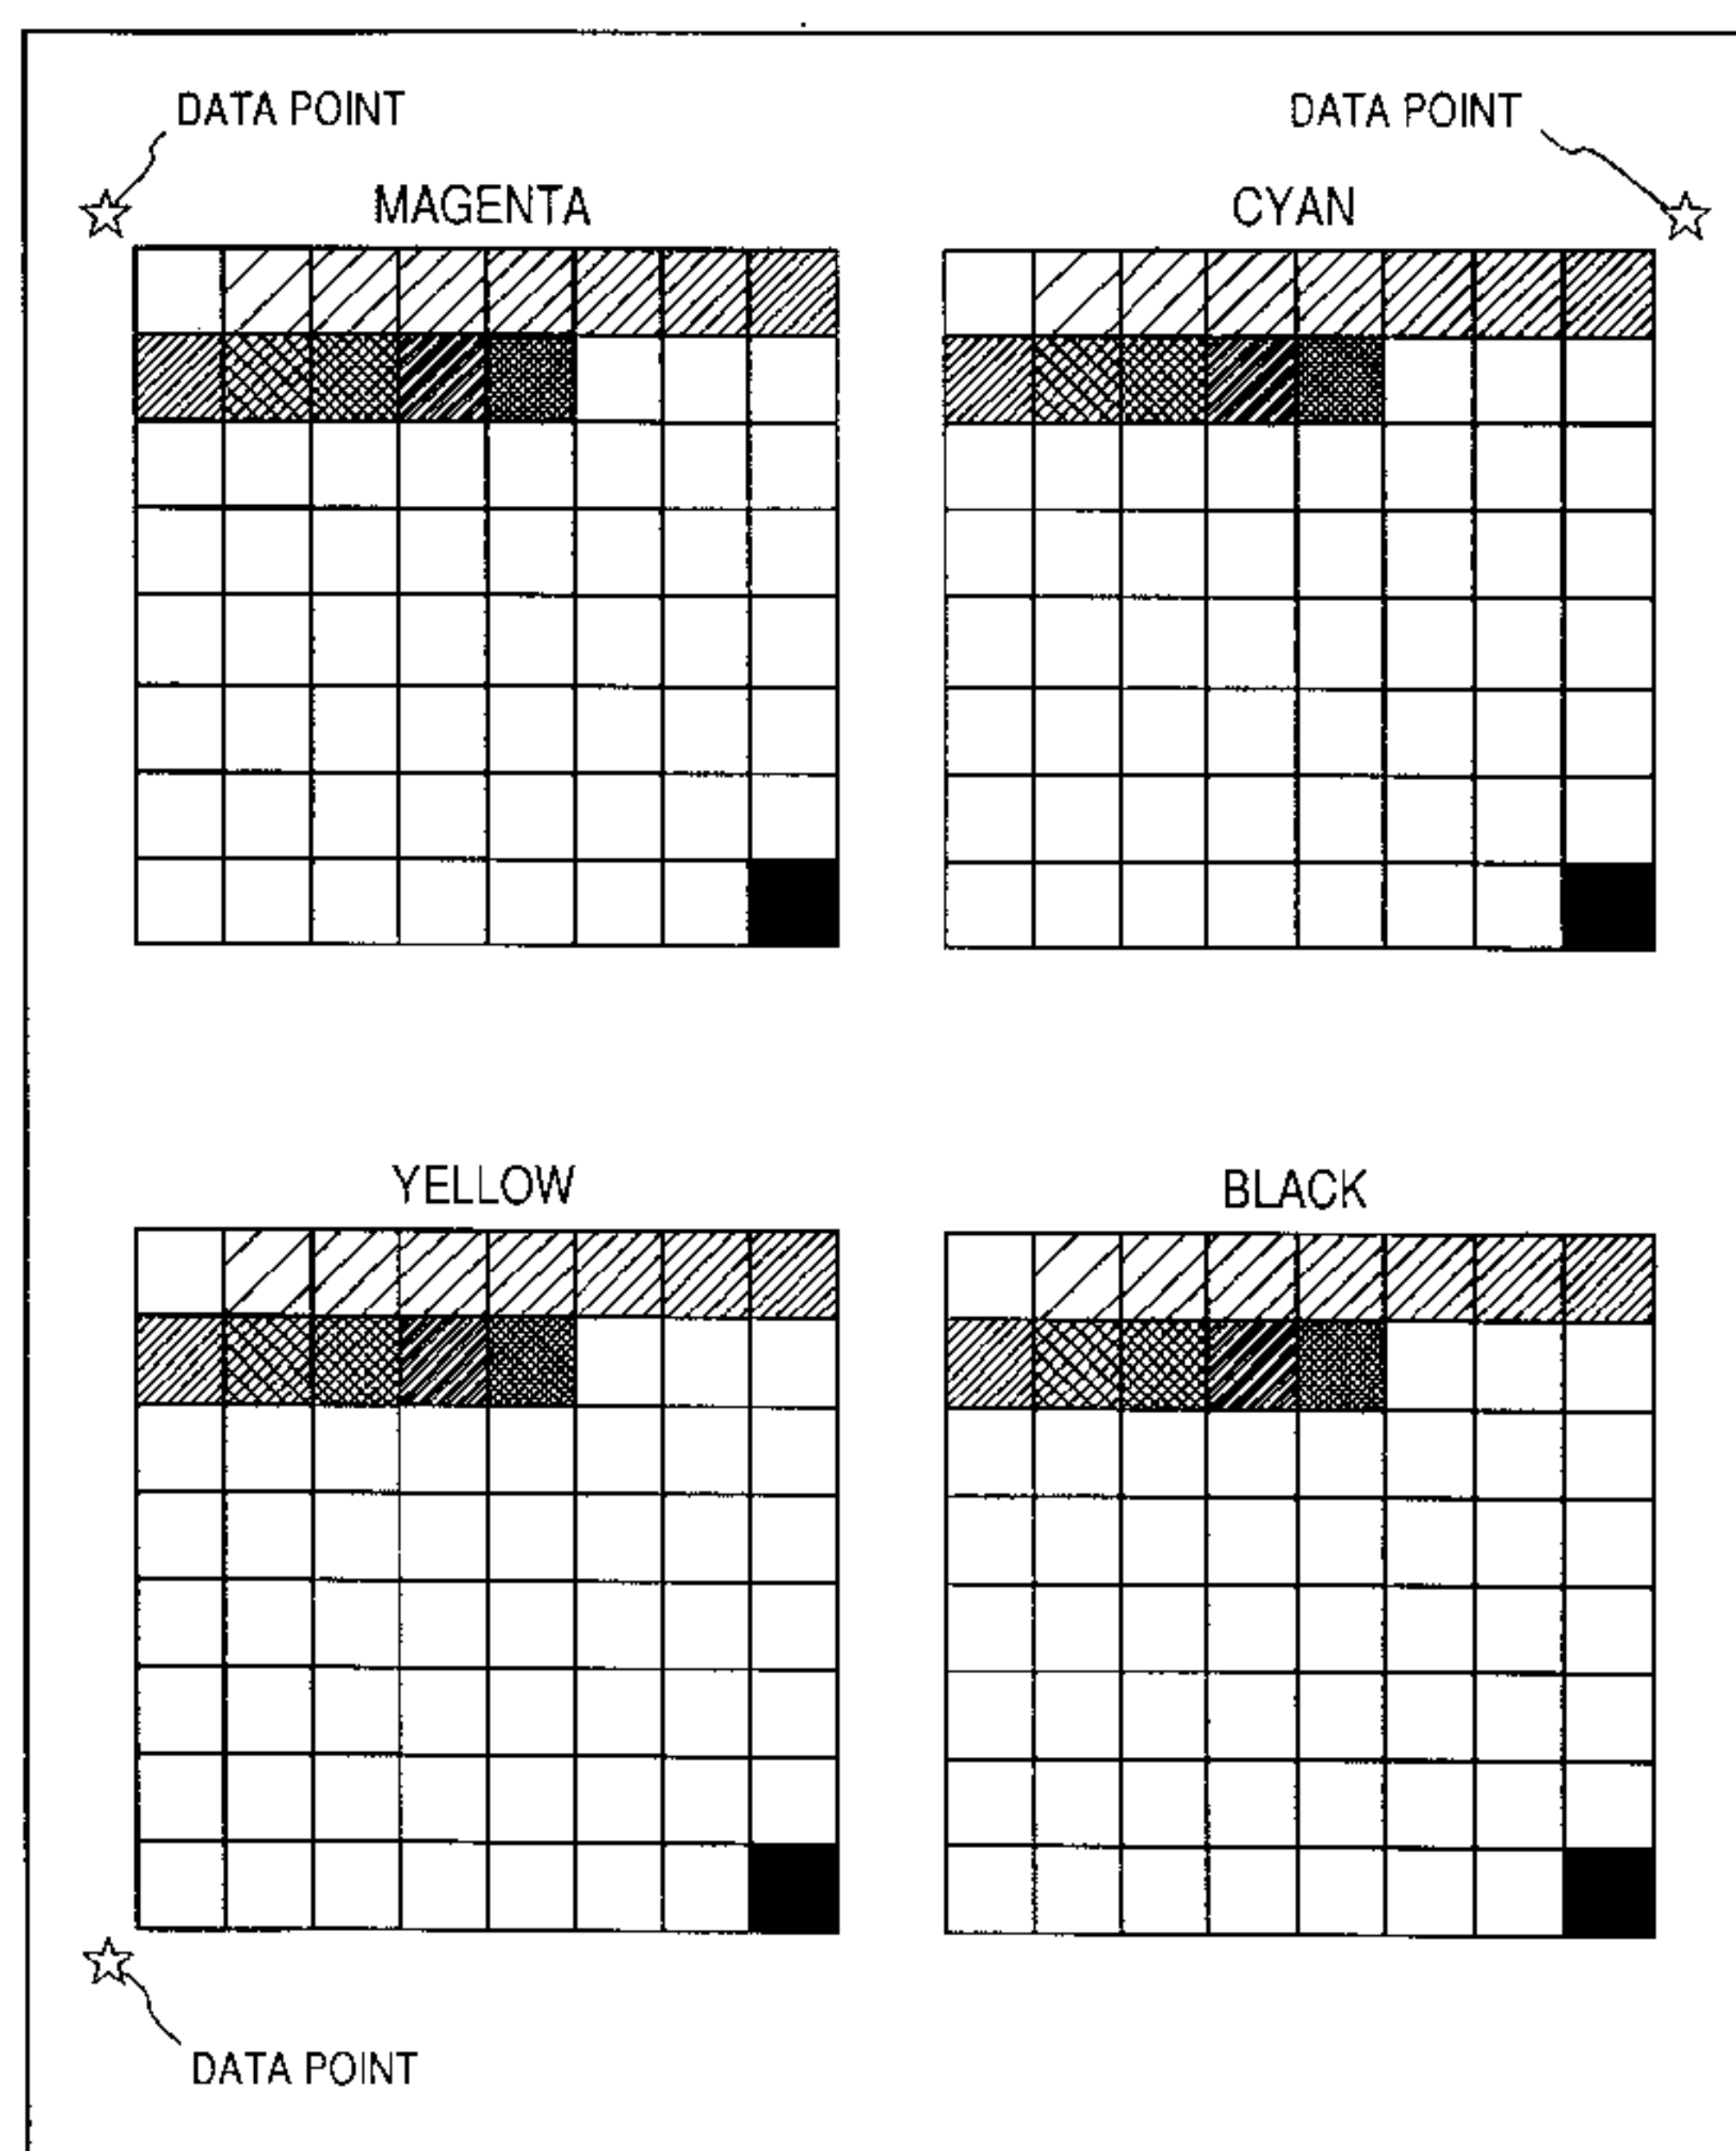 DATA POINT
DATA POINT
MAGENTA
CYAN
YELLOW
BLACK
DATA POINT